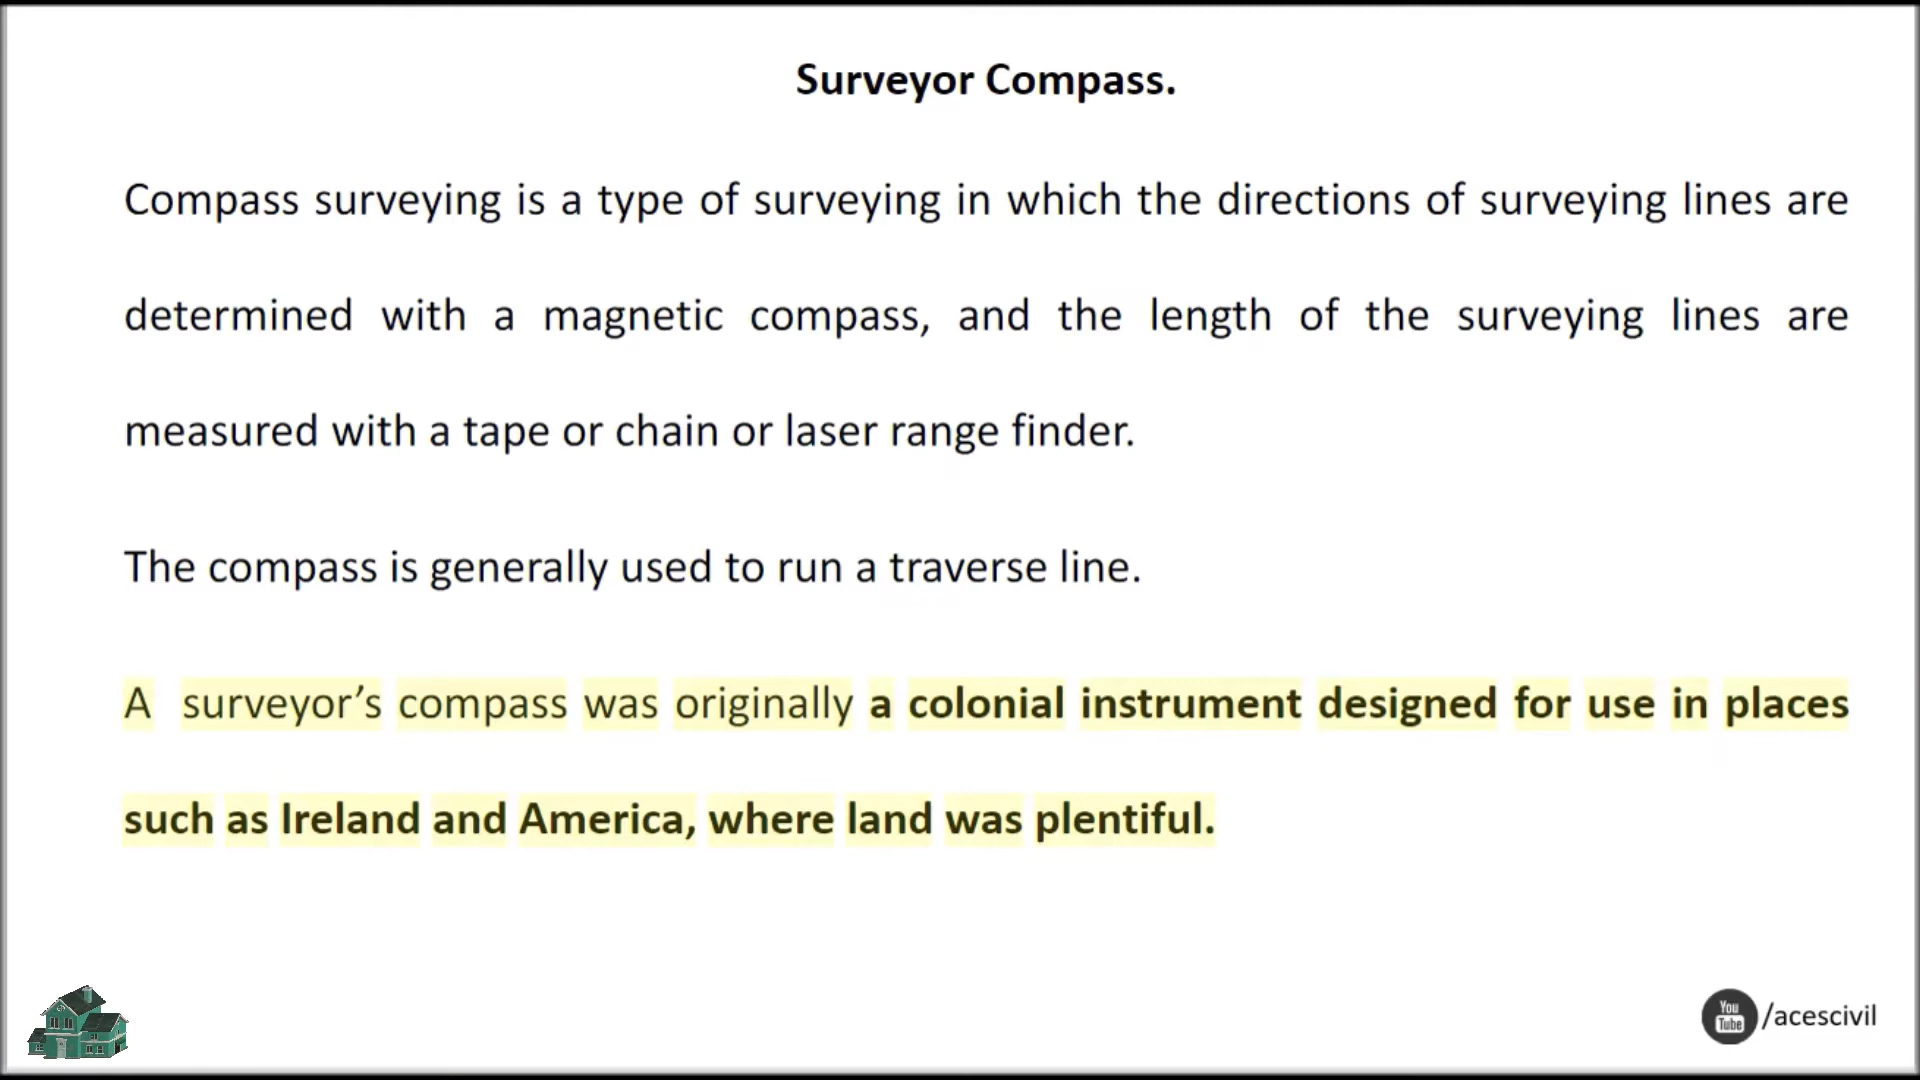 Surveyor Compass.
Compass surveying is a type of surveying in which the directions of surveying lines are
determined with a magnetic compass, and the length of the surveying lines are
measured with a tape or chain or laser range finder.
The compass is generally used to run a traverse line.
A surveyor’s compass was originally a colonial instrument designed for use in places
such as Ireland and America, where land was plentiful.
You
Tube
/acescivil